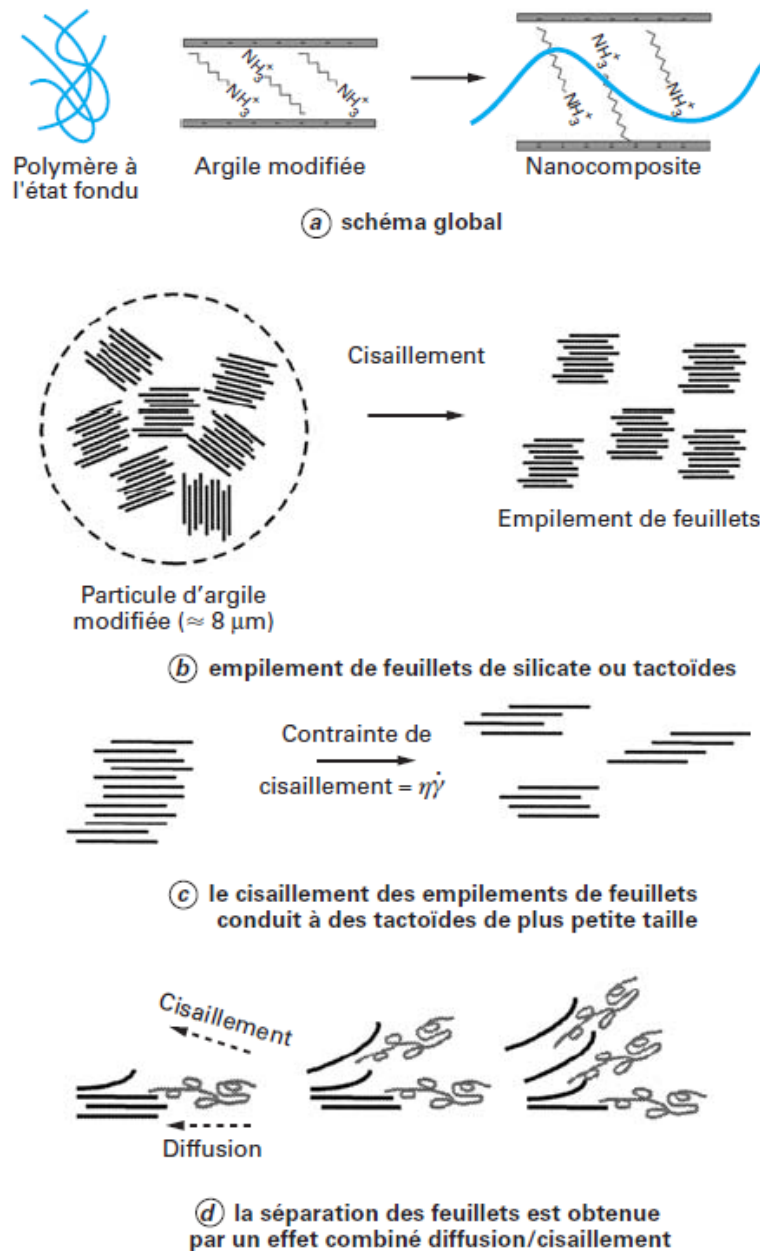 NH₃⁺
NH₃⁺
NH₃⁺
NH₃⁺
NH₃⁺
NH₃⁺
Polymère à
l'état fondu
Argile modifiée
Nanocomposite
a schéma global
Cisaillement
Particule d'argile
modifiée (≈ 8 μm)
Empilement de feuillets
b empilement de feuillets de silicate ou tactoïdes
Contrainte de
cisaillement = ηγ̇
c le cisaillement des empilements de feuillets
conduit à des tactoïdes de plus petite taille
Cisaillement
Diffusion
d la séparation des feuillets est obtenue
par un effet combiné diffusion/cisaillement